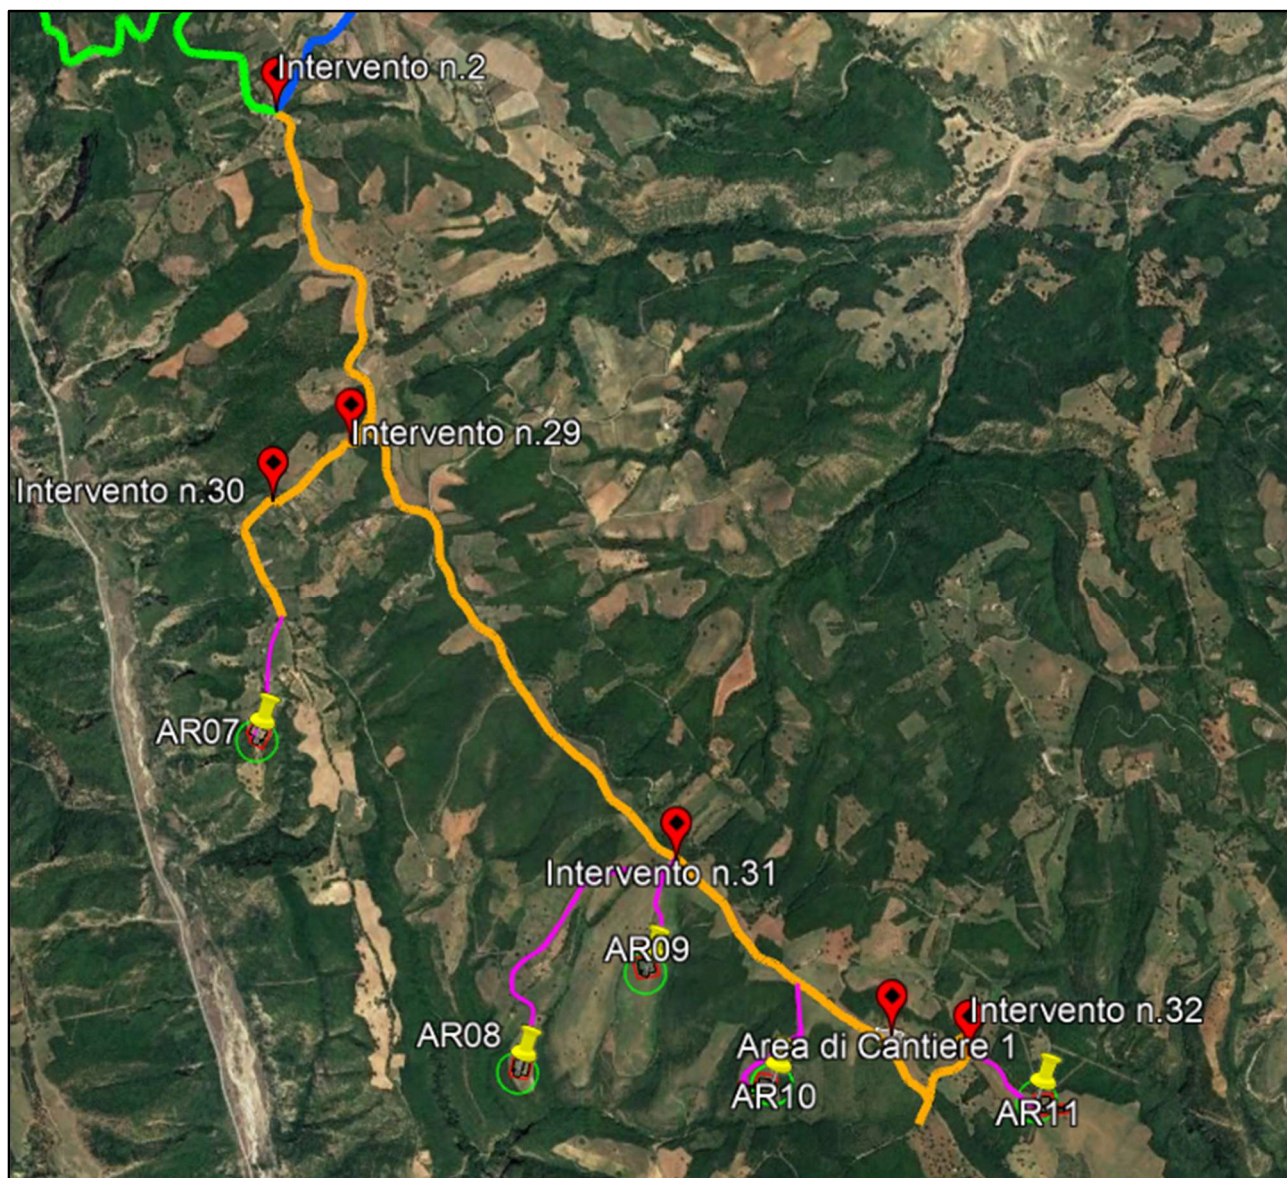 Intervento n.2
Intervento n.29
Intervento n.30
AR07
Intervento n.31
AR09
AR08
Intervento n.32
Area di Cantiere 1
AR10
AR11